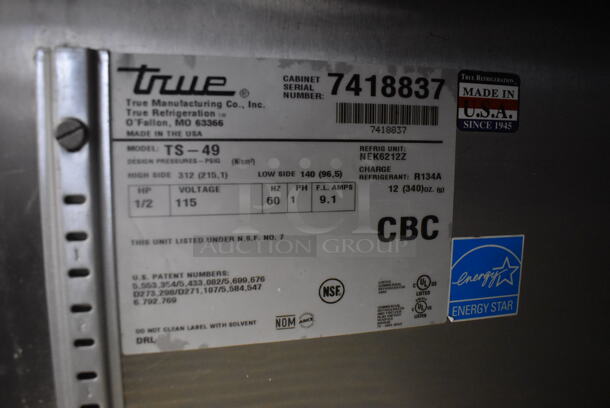 true®
True Manufacturing Co., Inc.
True Refrigeration
O'Fallon, MO 63366
MADE IN THE USA
CABINET SERIAL NUMBER: 7418837
7418837
TRUE REFRIGERATION
MADE IN
U.S.A.
SINCE 1945
MODEL: TS-49
REFRIG UNIT: NEK6212Z
DESIGN PRESSURES-PSIG
HIGH SIDE 312 (215,1) LOW SIDE 140 (96,5)
CHARGE
REFRIGERANT: R134A
12 (340)oz. (g)
HP VOLTAGE HZ PH F.L. AMPS
1/2 115 60 1 9.1
CBC
THIS UNIT LISTED UNDER N.S.F. NO. 7
AUCTION GROUP
U.S. PATENT NUMBERS:
5,553,354/5,433,082/5,699,676
D273,298/D271,107/5,584,547
6,792,769
NSF
LISTED
LISTED
DO NOT CLEAN LABEL WITH SOLVENT
NOM
DRL
energy
ENERGY STAR